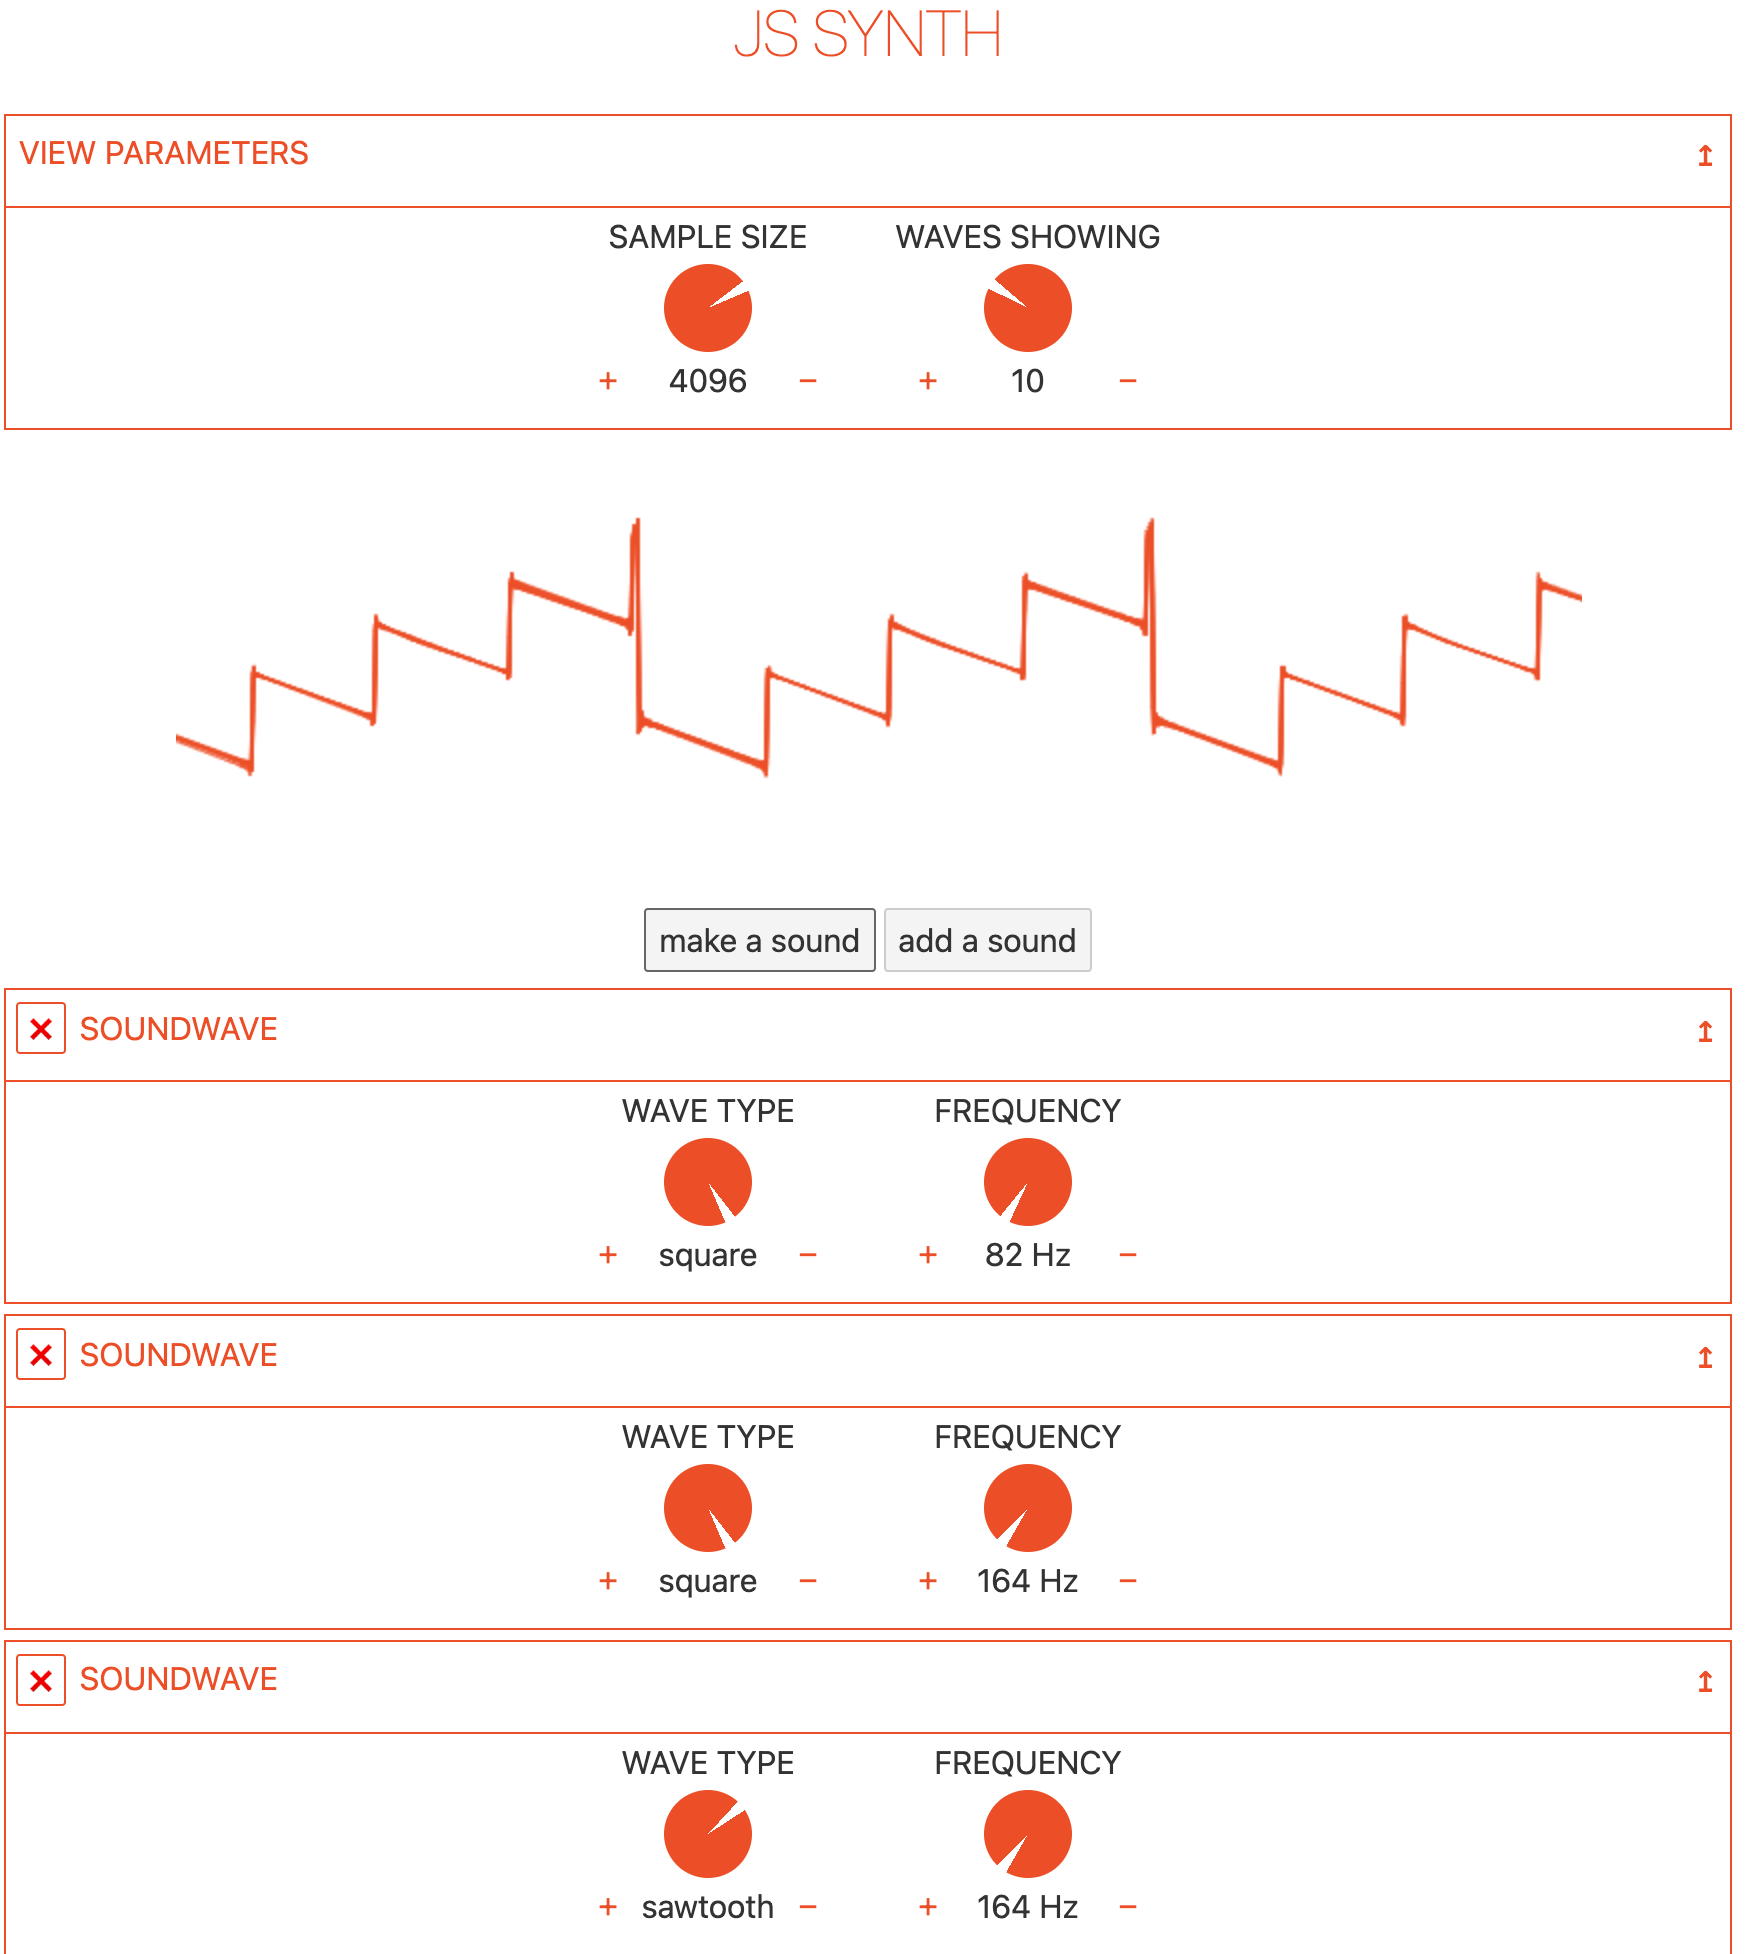 JS SYNTH
VIEW PARAMETERS ↥
SAMPLE SIZE WAVES SHOWING
+ 4096 − + 10 −
make a sound add a sound
× SOUNDWAVE ↥
WAVE TYPE FREQUENCY
+ square − + 82 Hz −
× SOUNDWAVE ↥
WAVE TYPE FREQUENCY
+ square − + 164 Hz −
× SOUNDWAVE ↥
WAVE TYPE FREQUENCY
+ sawtooth − + 164 Hz −